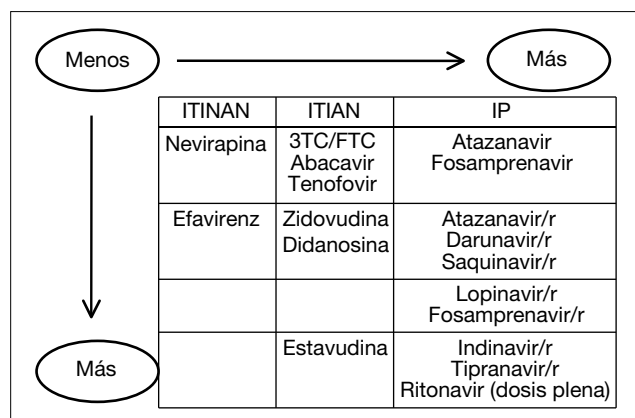 Menos
Más
ITINAN ITIAN IP
Nevirapina 3TC/FTC Atazanavir
Abacavir Fosamprenavir
Tenofovir
Efavirenz Zidovudina Atazanavir/r
Didanosina Darunavir/r
Saquinavir/r
Lopinavir/r
Fosamprenavir/r
Más
Estavudina Indinavir/r
Tipranavir/r
Ritonavir (dosis plena)